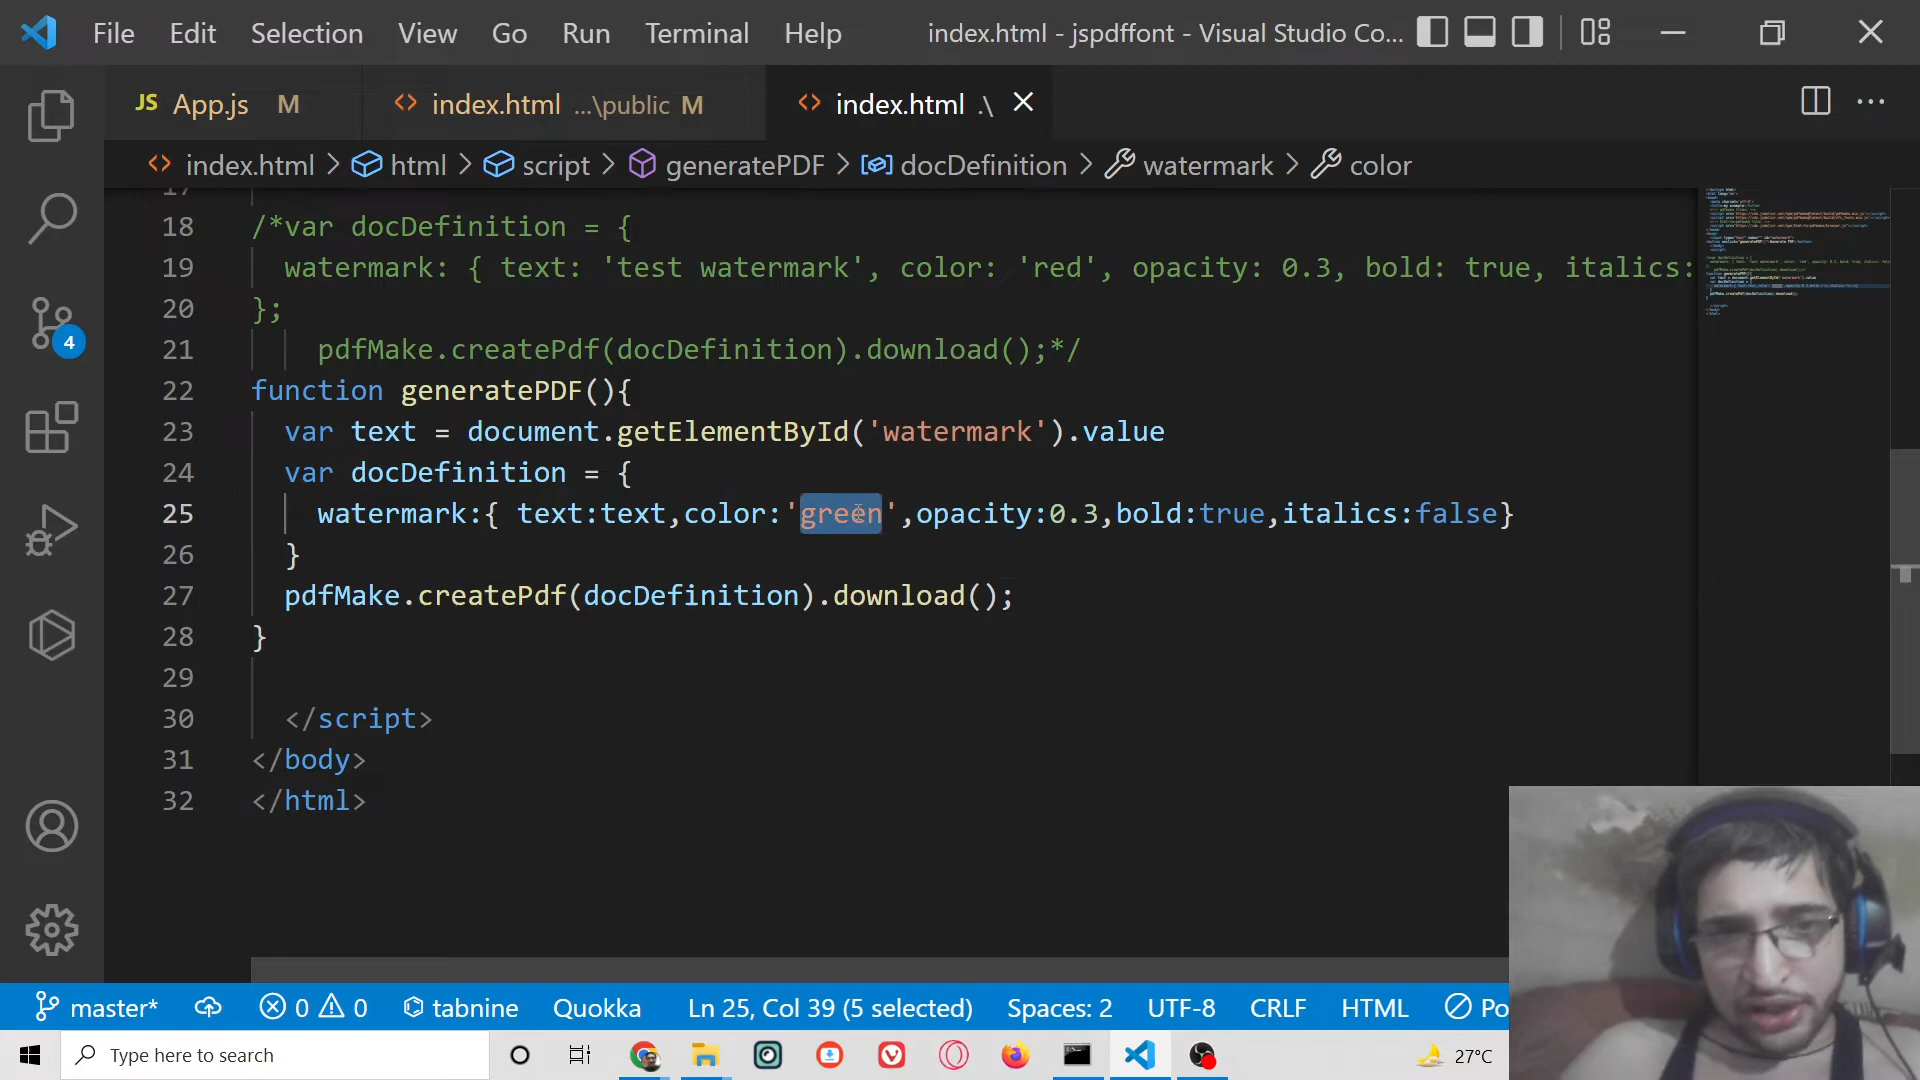 File Edit Selection View Go Run Terminal Help index.html - jspdffont - Visual Studio Co...
JS App.js M <> index.html ...\public M <> index.html .\
index.html > html > script > generatePDF > docDefinition > watermark > color
17
18 /*var docDefinition = {
19 watermark: { text: 'test watermark', color: 'red', opacity: 0.3, bold: true, italics:
20 };
21 pdfMake.createPdf(docDefinition).download();*/
22 function generatePDF(){
23 var text = document.getElementById('watermark').value
24 var docDefinition = {
25 watermark:{ text:text,color:'green',opacity:0.3,bold:true,italics:false}
26 }
27 pdfMake.createPdf(docDefinition).download();
28 }
29
30 </script>
31 </body>
32 </html>
4
master* 0 0 tabnine Quokka Ln 25, Col 39 (5 selected) Spaces: 2 UTF-8 CRLF HTML Po
Type here to search 27°C